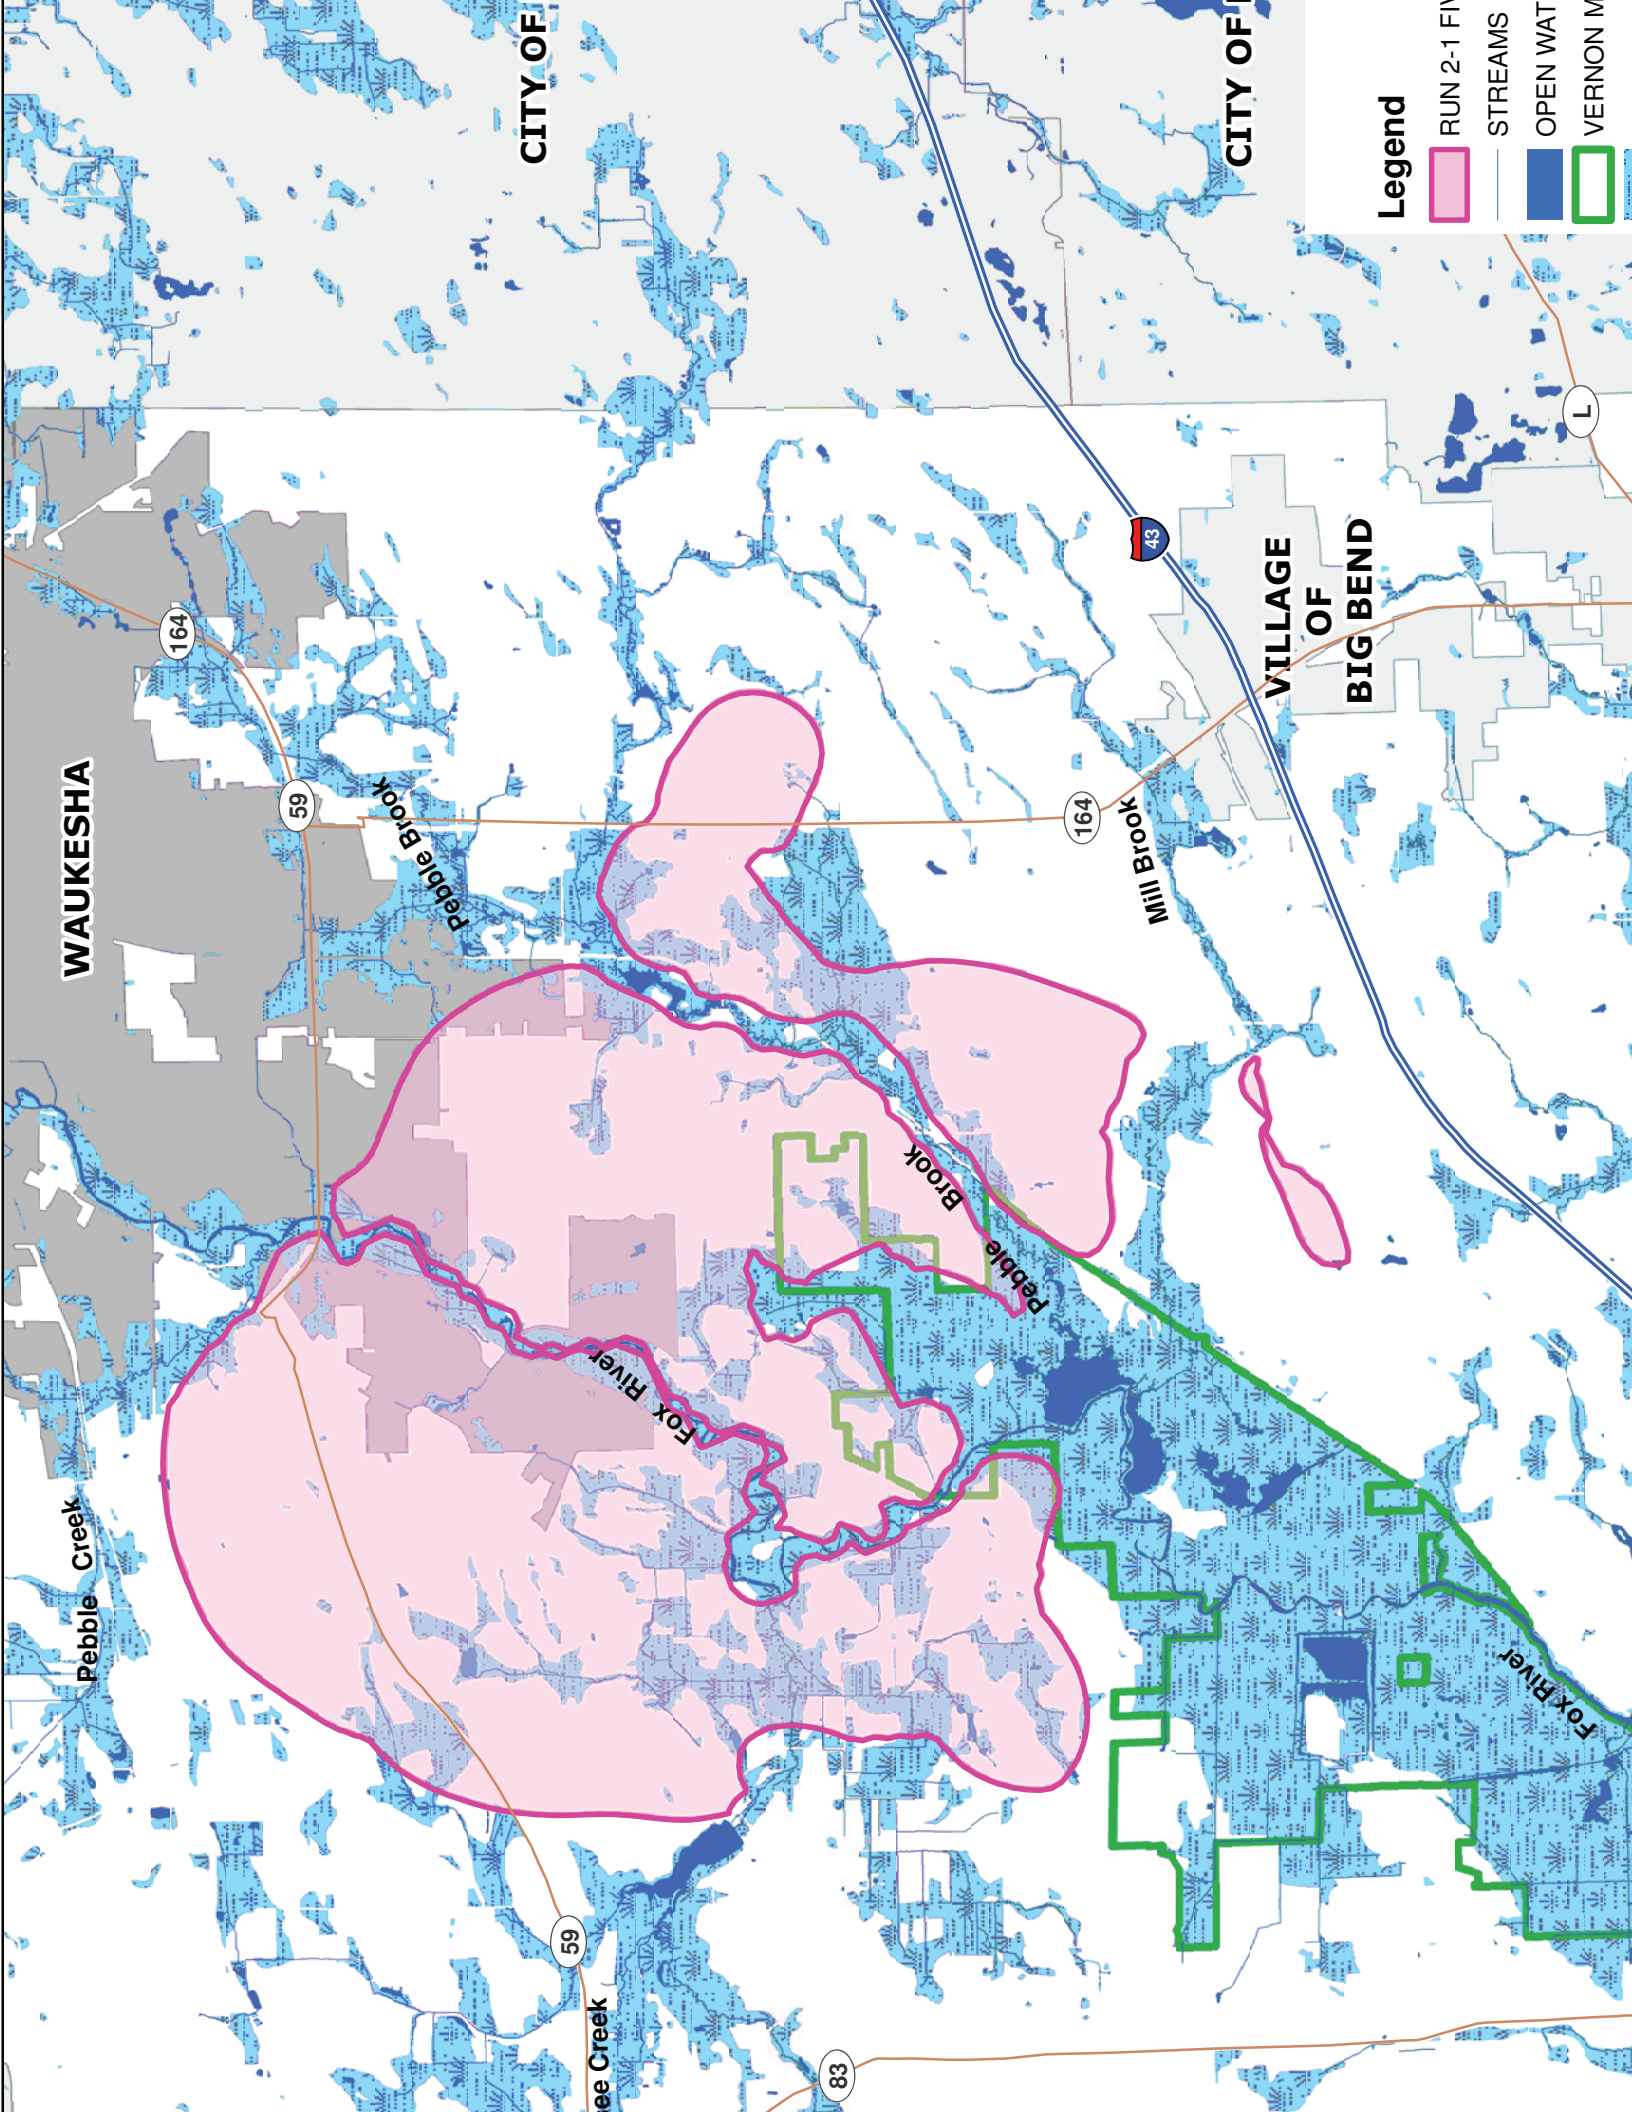 WAUKESHA
CITY OF
CITY OF
164
59
Pebble Brook
Pebble Creek
43
VILLAGE
OF
BIG BEND
164
Mill Brook
L
Fox River
Pebble Brook
Fox River
59
ee Creek
83
Legend
RUN 2-1 FI
STREAMS
OPEN WAT
VERNON M